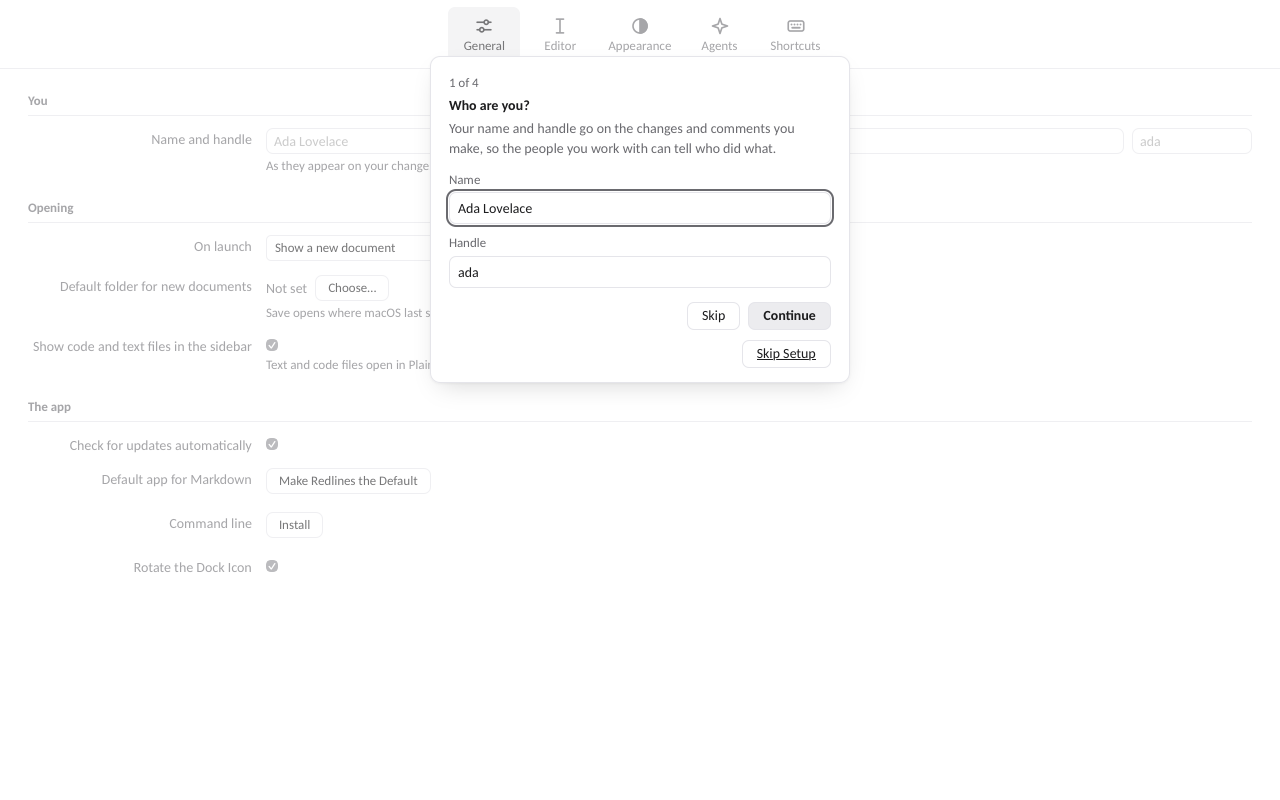 General
Editor
Appearance
Agents
Shortcuts
1 of 4
Who are you?
Your name and handle go on the changes and comments you
make, so the people you work with can tell who did what.
Name
Ada Lovelace
Handle
ada
Skip
Continue
Skip Setup
You
Name and handle
Ada Lovelace
ada
As they appear on your change
Opening
On launch
Show a new document
Default folder for new documents
Not set
Choose...
Save opens where macOS last s
Show code and text files in the sidebar
Text and code files open in Plai
The app
Check for updates automatically
Default app for Markdown
Make Redlines the Default
Command line
Install
Rotate the Dock Icon